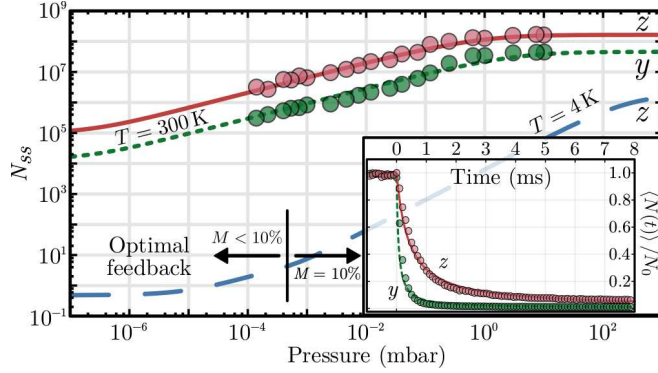 10^9
10^7
10^5
10^3
10^1
10^-1
N_ss
z
y
z
T = 300 K
T = 4 K
0 1 2 3 4 5 6 7 8
Time (ms)
1.0
0.8
0.6
0.4
0.2
⟨N(t)⟩/N_0
z
y
Optimal
feedback
M < 10%
M = 10%
10^-6 10^-4 10^-2 10^0 10^2
Pressure (mbar)